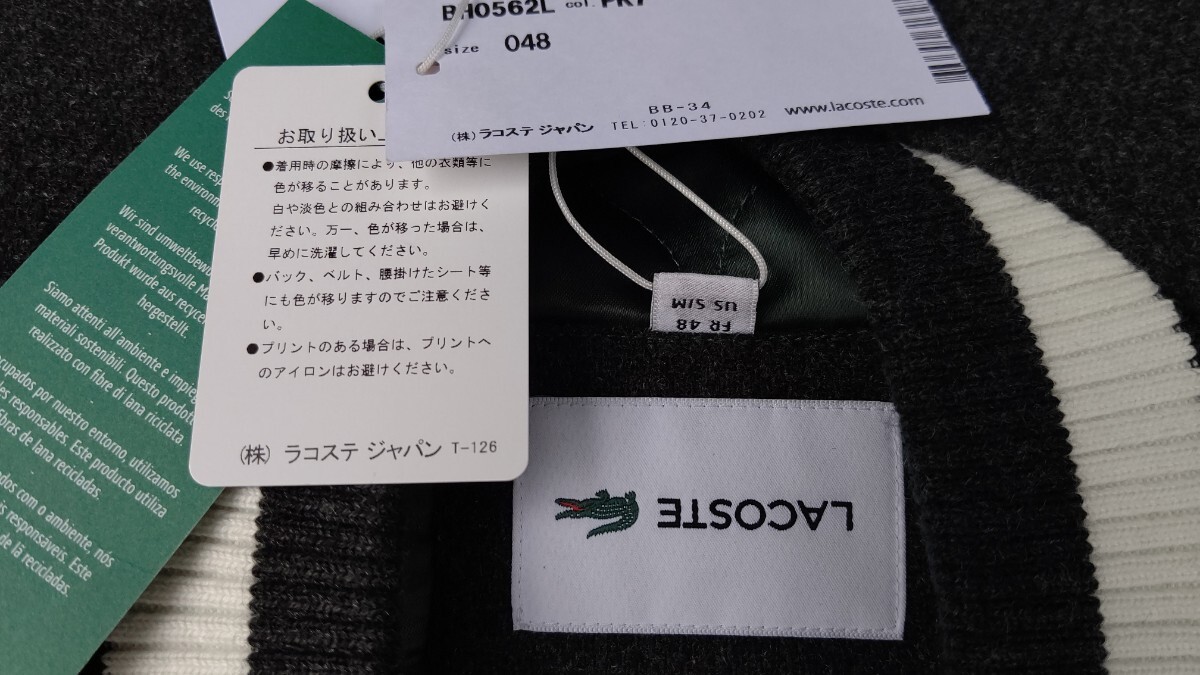 BH0562L col. PK7
size 048
BB-34
(株) ラコステ ジャパン TEL:0120-37-0202 www.lacoste.com
お取り扱い上
●着用時の摩擦により、他の衣類等に
色が移ることがあります。
白や淡色との組み合わせはお避けく
ださい。万一、色が移った場合は、
早めに洗濯してください。
●バック、ベルト、腰掛けたシート等
にも色が移りますのでご注意くださ
い。
●プリントのある場合は、プリントへ
のアイロンはお避けください。
(株) ラコステ ジャパン T-126
We use resp
the environm
recycl
Wir sind umweltbewu
verantwortungsvolle Ma
Produkt wurde aus recycel
hergestellt.
Siamo attenti all'ambiente e impieg
materiali sostenibili. Questo prodott
realizzato con fibre di lana riciclata
cupados por nuestro entorno, utilizamos
les responsables. Este producto utiliza
fibras de lana recicladas.
dos com o ambiente, nós
is responsáveis. Este
de lã recicladas.
FR 48
US S/M
LACOSTE